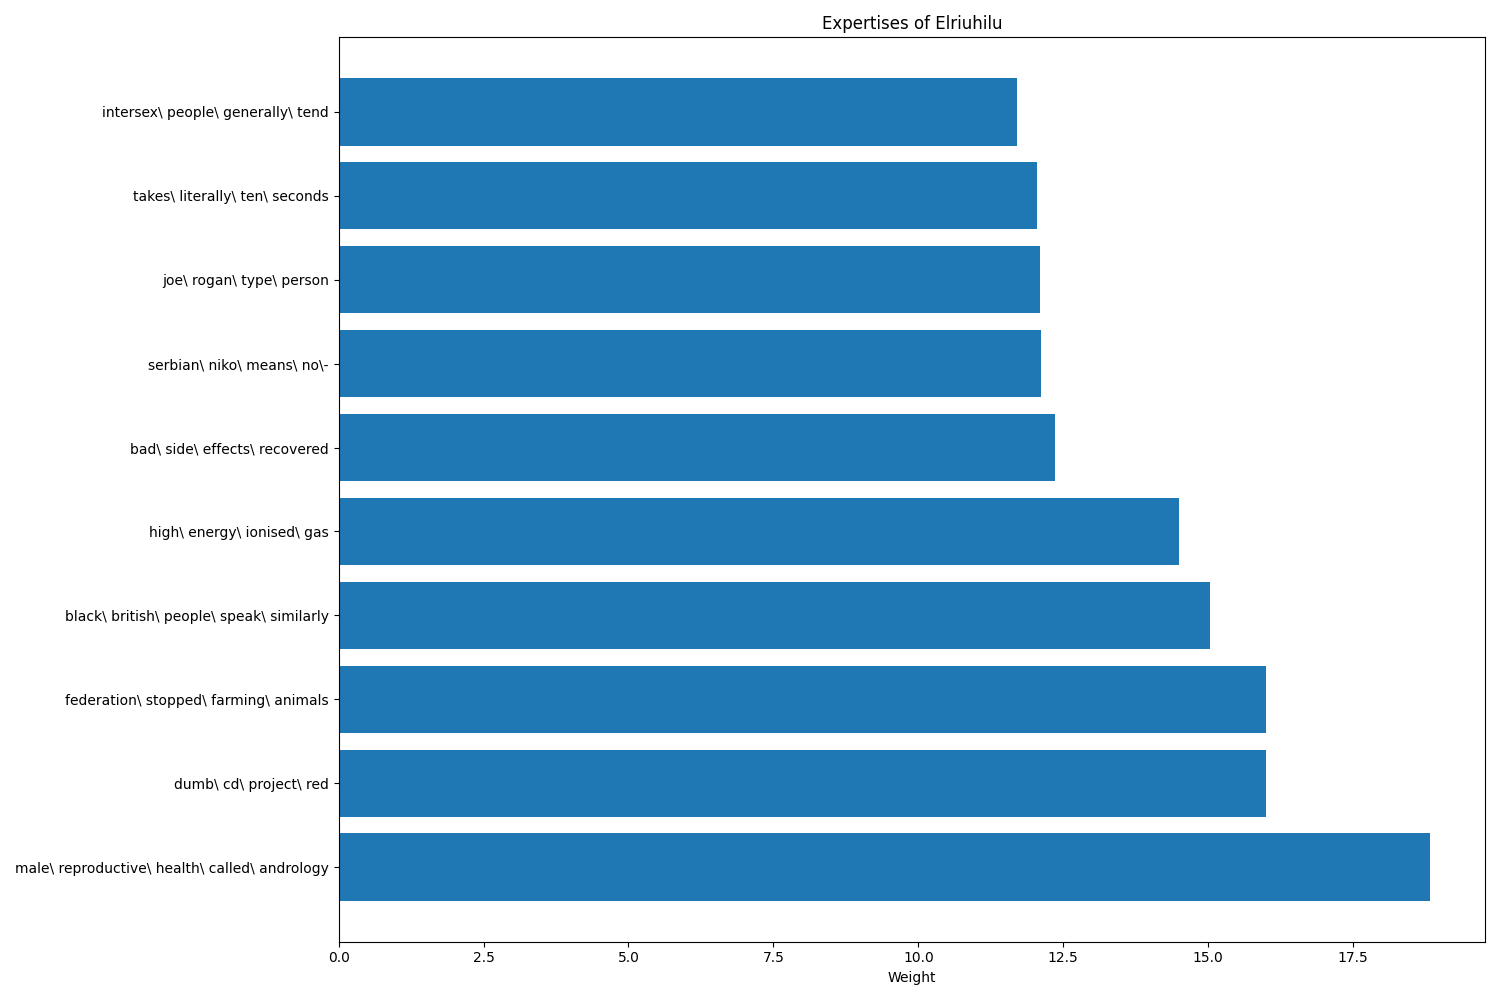 Expertises of Elriuhilu
intersex\ people\ generally\ tend
takes\ literally\ ten\ seconds
joe\ rogan\ type\ person
serbian\ niko\ means\ no\-
bad\ side\ effects\ recovered
high\ energy\ ionised\ gas
black\ british\ people\ speak\ similarly
federation\ stopped\ farming\ animals
dumb\ cd\ project\ red
male\ reproductive\ health\ called\ andrology
0.0 2.5 5.0 7.5 10.0 12.5 15.0 17.5
Weight